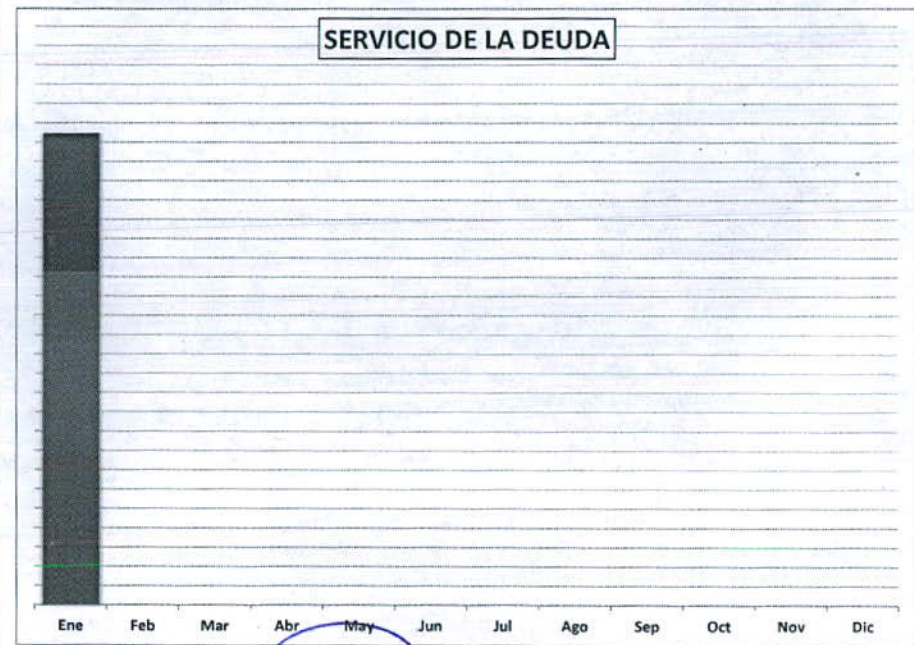 SERVICIO DE LA DEUDA
Ene Feb Mar Abr May Jun Jul Ago Sep Oct Nov Dic